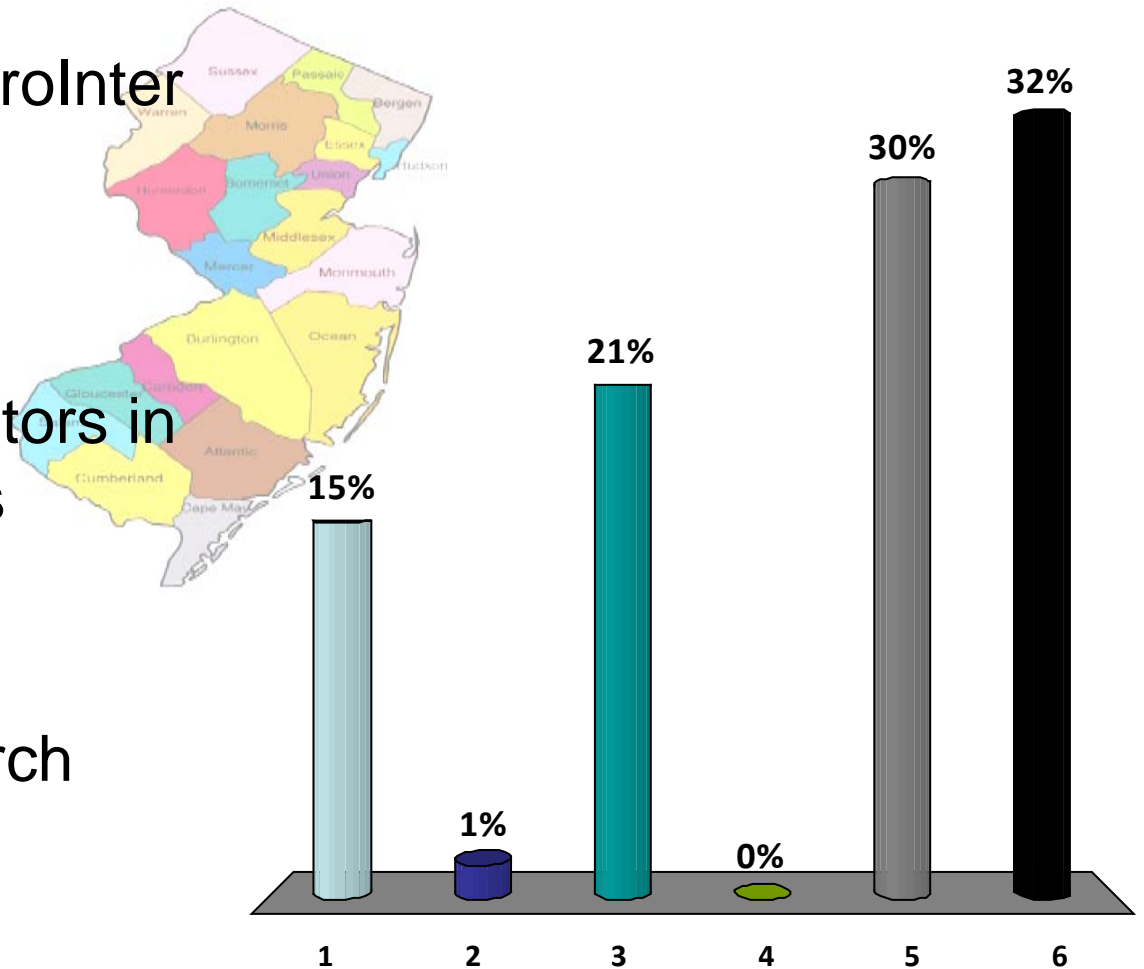 roInter
tors in
s
rch
Sussex
Passaic
Bergen
Warren
Morris
Essex
Hudson
Hunterdon
Somerset
Union
Middlesex
Mercer
Monmouth
Durlington
Ocean
Camden
Gloucester
Atlantic
Cumberland
Cape May
15%
1%
21%
0%
30%
32%
1 2 3 4 5 6